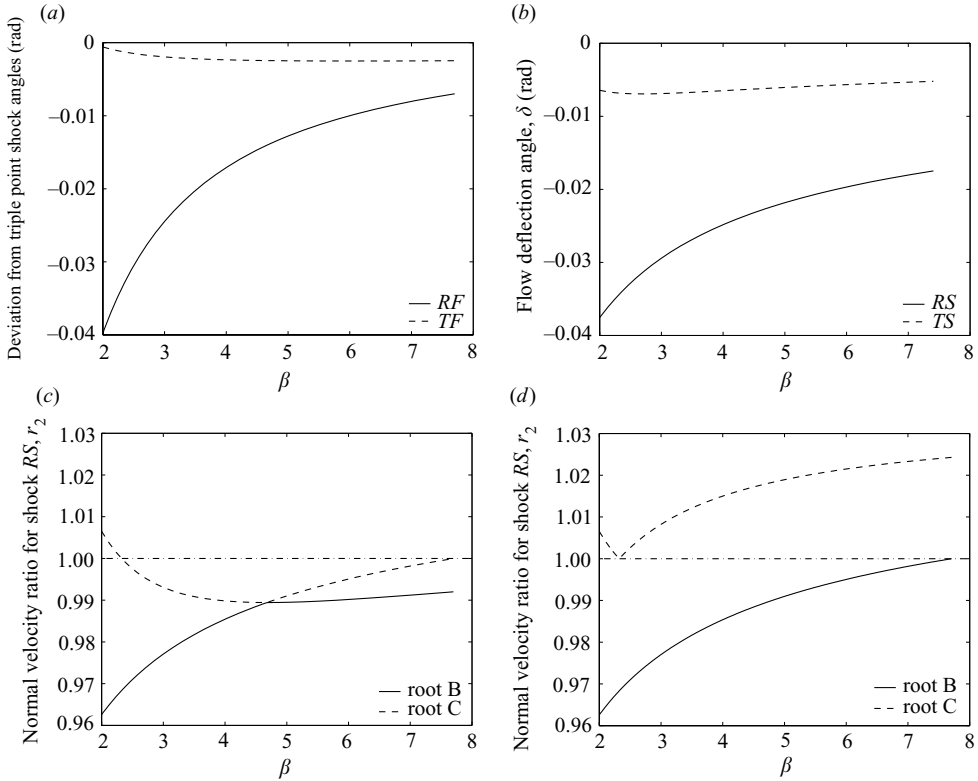 (a)
Deviation from triple point shock angles (rad)
0
–0.01
–0.02
–0.03
–0.04
2 3 4 5 6 7 8
β
RF
TF
(b)
Flow deflection angle, δ (rad)
0
–0.01
–0.02
–0.03
–0.04
2 3 4 5 6 7 8
β
RS
TS
(c)
Normal velocity ratio for shock RS, r2
1.03
1.02
1.01
1.00
0.99
0.98
0.97
0.96
2 3 4 5 6 7 8
β
root B
root C
(d)
Normal velocity ratio for shock RS, r2
1.03
1.02
1.01
1.00
0.99
0.98
0.97
0.96
2 3 4 5 6 7 8
β
root B
root C